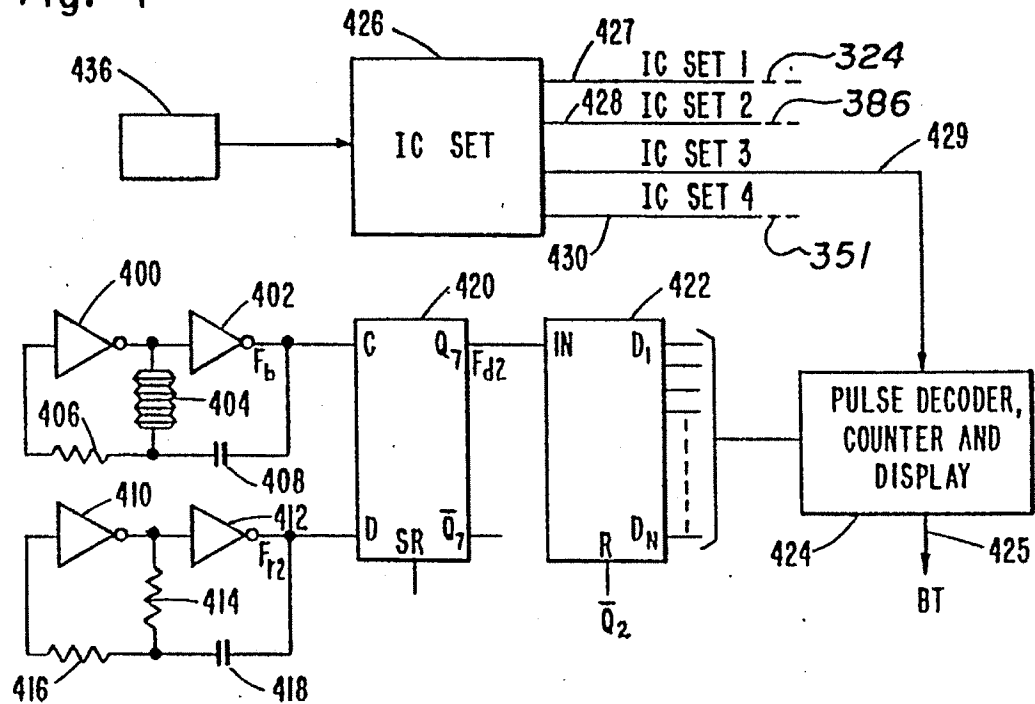 Fig.
426
427
IC SET 1
324
436
428
IC SET 2
386
IC SET
IC SET 3
429
IC SET 4
430
351
400
402
420
422
C
Q7
Fd2
IN
D1
Fb
404
406
408
PULSE DECODER,
COUNTER AND
DISPLAY
410
412
D
SR
Q̅7
R
DN
Fr2
414
424
425
Q̅2
BT
416
418